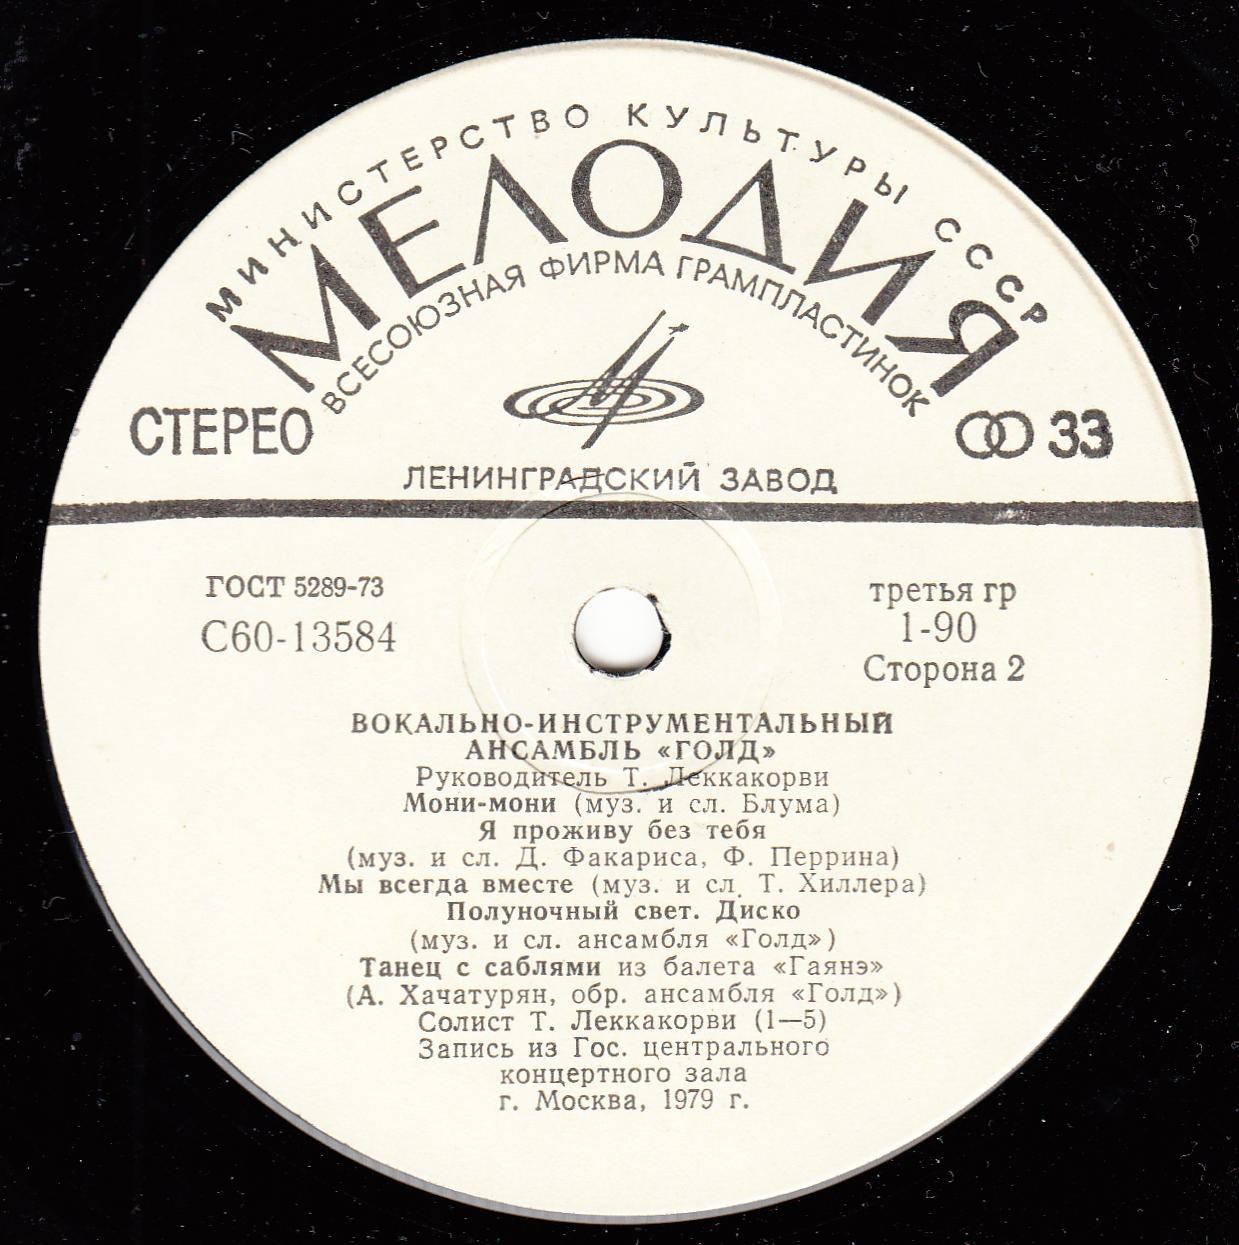 МИНИСТЕРСТВО КУЛЬТУРЫ СССР
МЕЛОДИЯ
ВСЕСОЮЗНАЯ ФИРМА ГРАМПЛАСТИНОК
СТЕРЕО
33
ЛЕНИНГРАДСКИЙ ЗАВОД
ГОСТ 5289-73
С60-13584
третья гр
1-90
Сторона 2
ВОКАЛЬНО-ИНСТРУМЕНТАЛЬНЫЙ
АНСАМБЛЬ «ГОЛД»
Руководитель Т. Леккакорви
Мони-мони (муз. и сл. Блума)
Я проживу без тебя
(муз. и сл. Д. Факариса, Ф. Перрина)
Мы всегда вместе (муз. и сл. Т. Хиллера)
Полуночный свет. Диско
(муз. и сл. ансамбля «Голд»)
Танец с саблями из балета «Гаянэ»
(А. Хачатурян, обр. ансамбля «Голд»)
Солист Т. Леккакорви (1—5)
Запись из Гос. центрального
концертного зала
г. Москва, 1979 г.